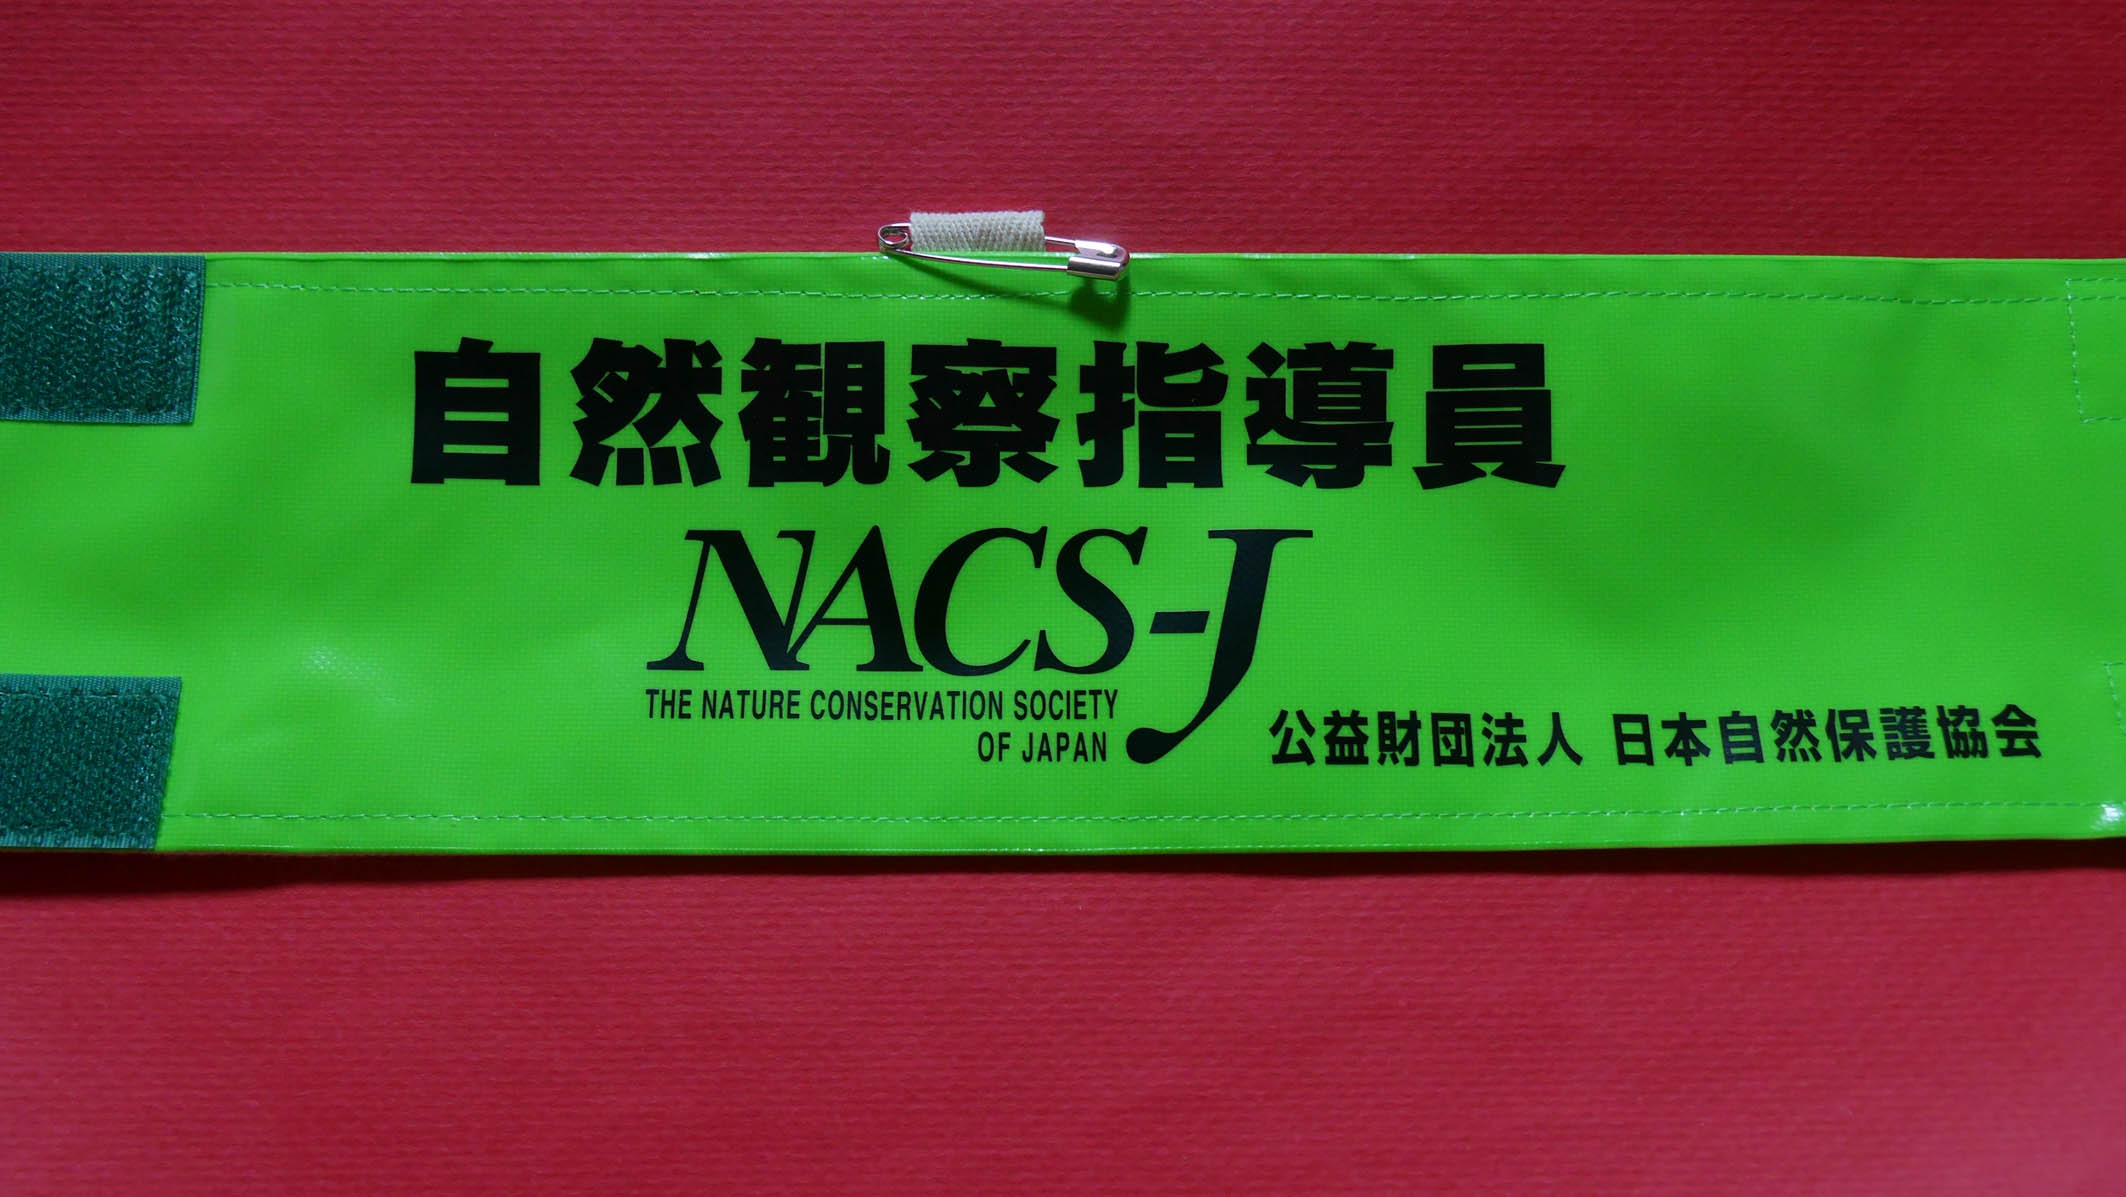 自然観察指導員
NACS-J
THE NATURE CONSERVATION SOCIETY
OF JAPAN
公益財団法人 日本自然保護協会